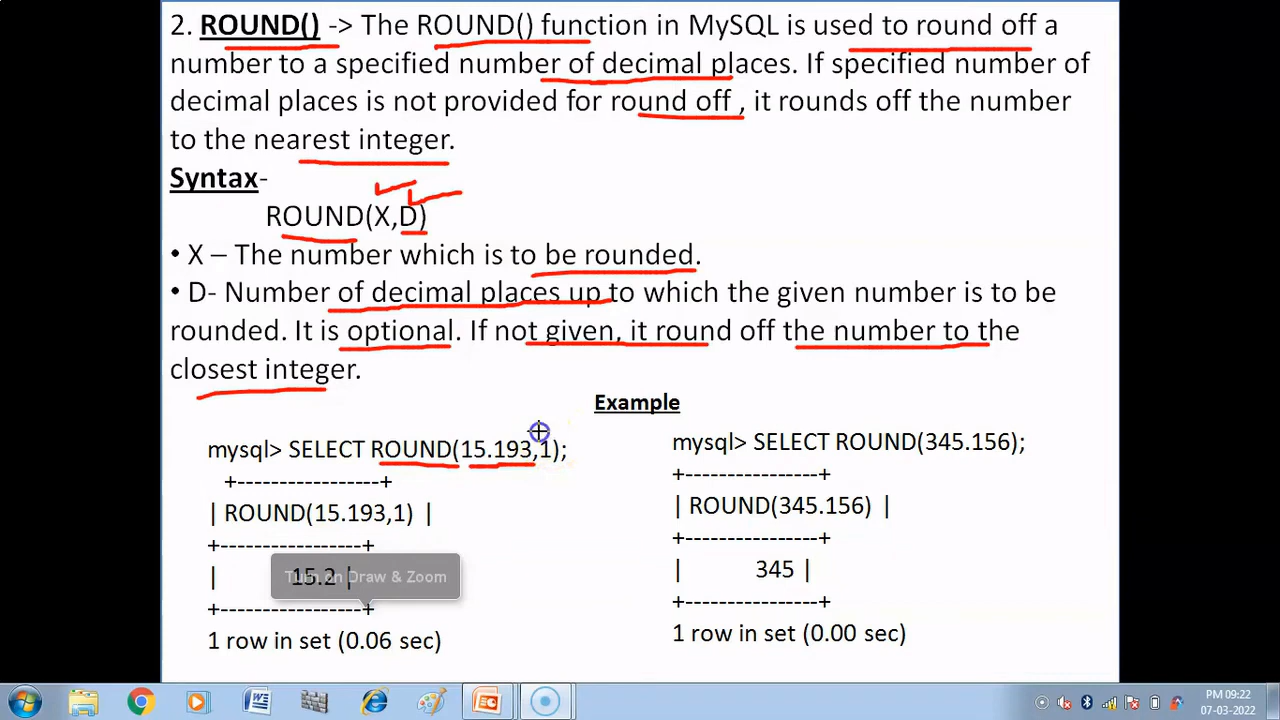 2. ROUND() -> The ROUND() function in MySQL is used to round off a
number to a specified number of decimal places. If specified number of
decimal places is not provided for round off , it rounds off the number
to the nearest integer.
Syntax-
ROUND(X,D)
• X – The number which is to be rounded.
• D- Number of decimal places up to which the given number is to be
rounded. It is optional. If not given, it round off the number to the
closest integer.
Example
mysql> SELECT ROUND(15.193,1);
+-----------------+
| ROUND(15.193,1) |
+-----------------+
| 15.2 |
+-----------------+
1 row in set (0.06 sec)
Turn on Draw & Zoom
mysql> SELECT ROUND(345.156);
+----------------+
| ROUND(345.156) |
+----------------+
| 345 |
+----------------+
1 row in set (0.00 sec)
PM 09:22
07-03-2022